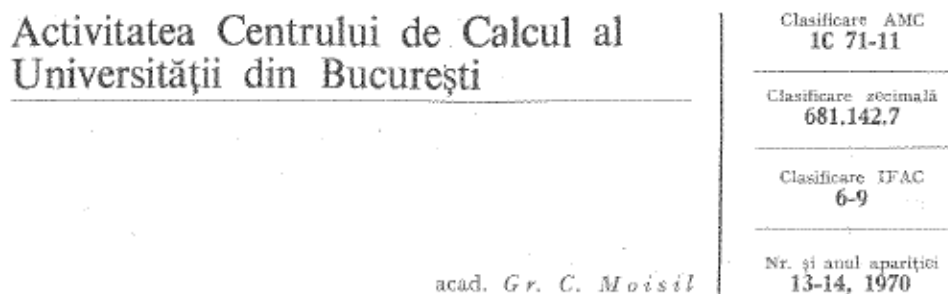 Activitatea Centrului de Calcul al
Universității din București
acad. Gr. C. Moisil
Clasificare AMC
1C 71-11
Clasificare zecimală
681.142.7
Clasificare IFAC
6-9
Nr. și anul apariției
13-14, 1970